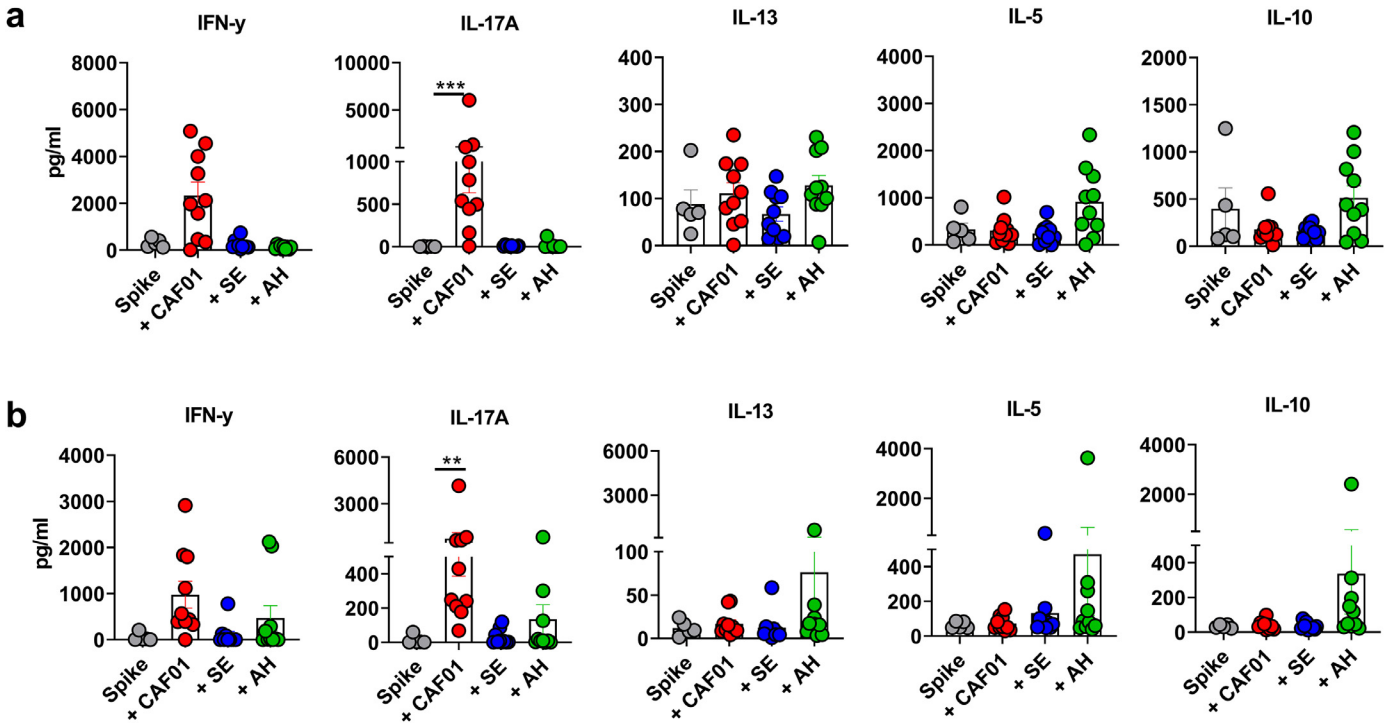 a
IFN-y
IL-17A
IL-13
IL-5
IL-10
pg/ml
8000
6000
4000
2000
0
Spike
+ CAF01
+ SE
+ AH
10000
5000
1000
500
0
***
Spike
+ CAF01
+ SE
+ AH
400
300
200
100
0
Spike
+ CAF01
+ SE
+ AH
4000
3000
2000
1000
0
Spike
+ CAF01
+ SE
+ AH
2000
1500
1000
500
0
Spike
+ CAF01
+ SE
+ AH
b
IFN-y
IL-17A
IL-13
IL-5
IL-10
pg/ml
4000
3000
2000
1000
0
Spike
+ CAF01
+ SE
+ AH
6000
3000
400
200
0
**
Spike
+ CAF01
+ SE
+ AH
6000
3000
100
50
0
Spike
+ CAF01
+ SE
+ AH
4000
2000
400
200
0
Spike
+ CAF01
+ SE
+ AH
4000
2000
400
200
0
Spike
+ CAF01
+ SE
+ AH